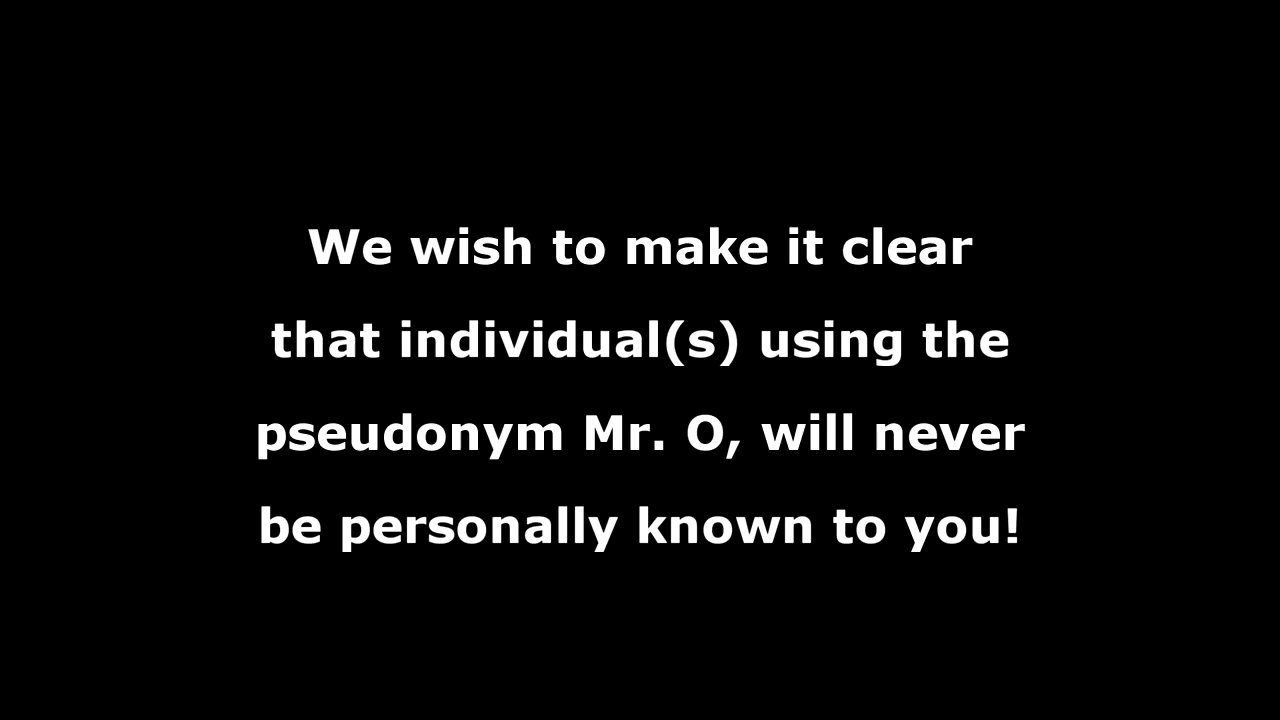 We wish to make it clear
that individual(s) using the
pseudonym Mr. O, will never
be personally known to you!